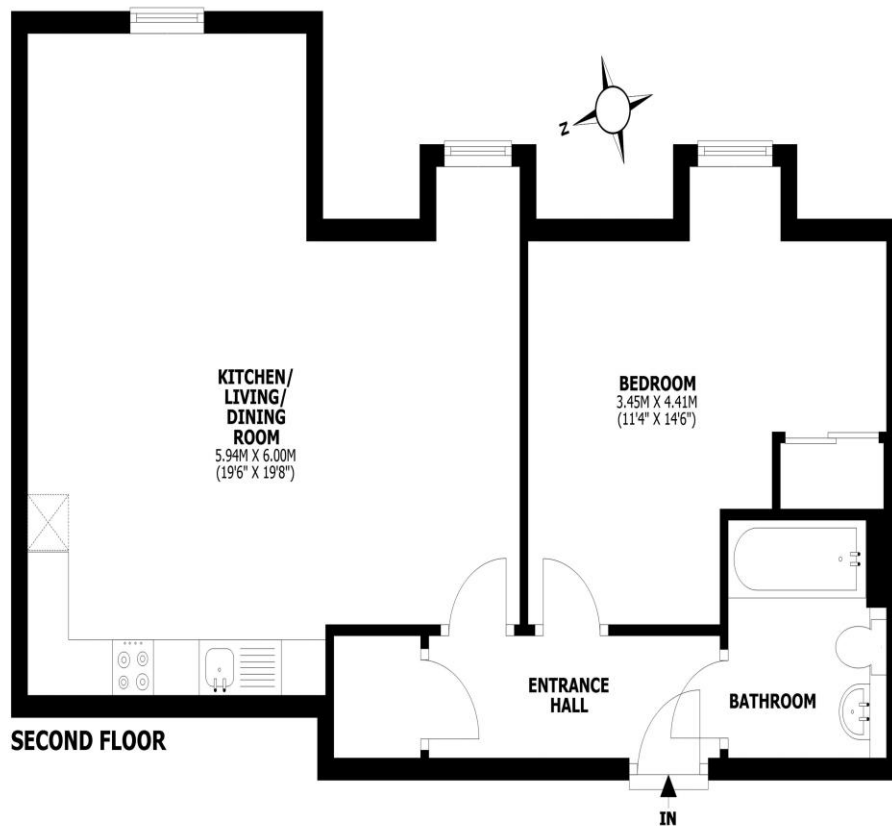 N
KITCHEN/
LIVING/
DINING
ROOM
5.94M X 6.00M
(19'6" X 19'8")
BEDROOM
3.45M X 4.41M
(11'4" X 14'6")
ENTRANCE
HALL
BATHROOM
SECOND FLOOR
IN